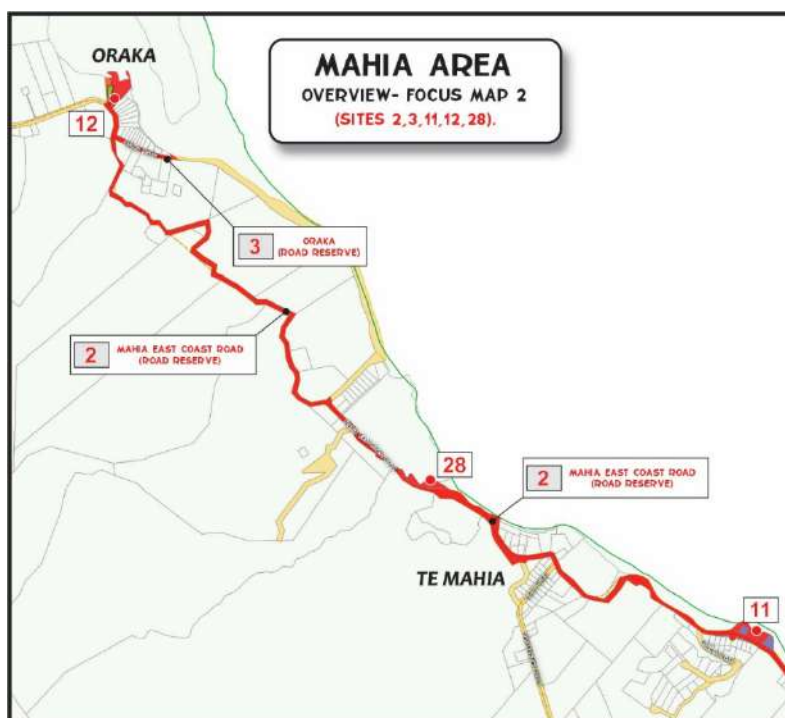 ORAKA
MAHIA AREA
OVERVIEW- FOCUS MAP 2
(SITES 2,3,11,12,28).
12
3
ORAKA
(ROAD RESERVE)
2
MAHIA EAST COAST ROAD
(ROAD RESERVE)
28
2
MAHIA EAST COAST ROAD
(ROAD RESERVE)
TE MAHIA
11